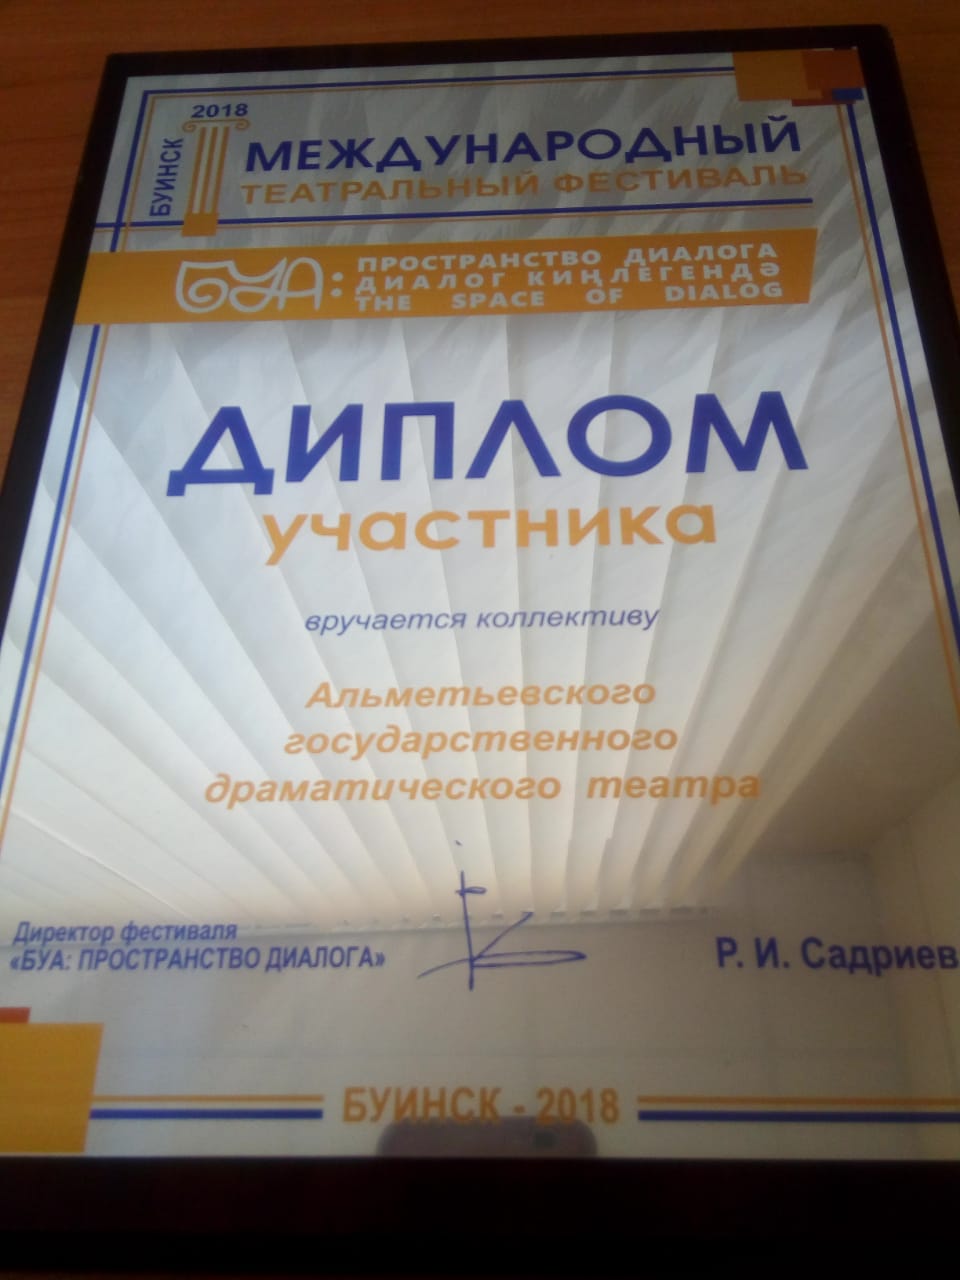 2018
БУИНСК
МЕЖДУНАРОДНЫЙ
ТЕАТРАЛЬНЫЙ ФЕСТИВАЛЬ
БУА:
ПРОСТРАНСТВО ДИАЛОГА
ДИАЛОГ КИҢЛЕГЕНДӘ
THE SPACE OF DIALOG
ДИПЛОМ
участника
вручается коллективу
Альметьевского
государственного
драматического театра
Директор фестиваля
«БУА: ПРОСТРАНСТВО ДИАЛОГА»
Р. И. Садриев
БУИНСК - 2018